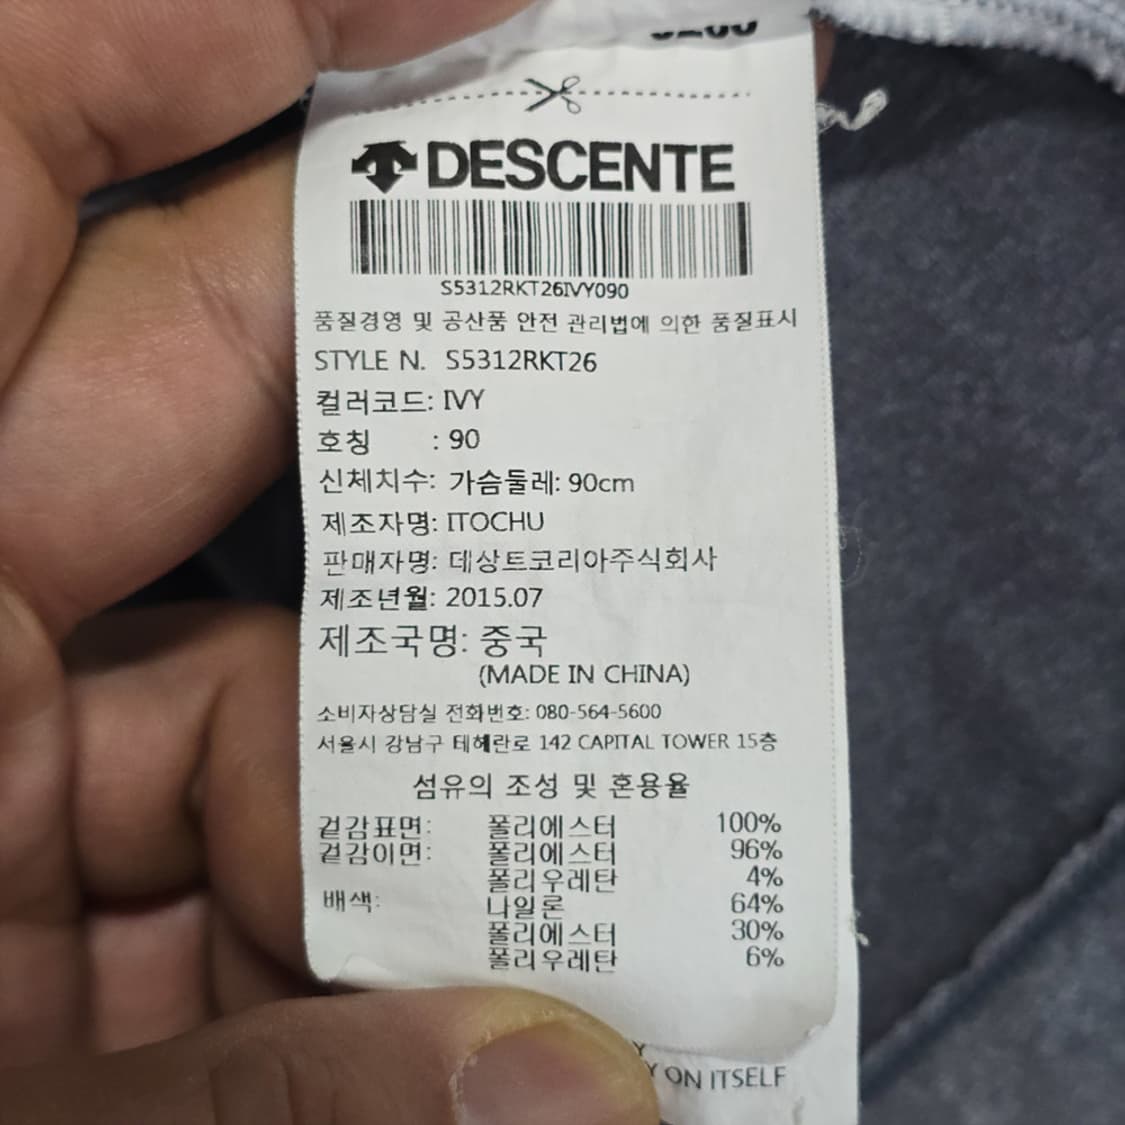 DESCENTE
S5312RKT26IVY090
품질경영 및 공산품 안전 관리법에 의한 품질표시
STYLE N. S5312RKT26
컬러코드: IVY
호칭 : 90
신체치수: 가슴둘레: 90cm
제조자명: ITOCHU
판매자명: 데상트코리아주식회사
제조년월: 2015.07
제조국명: 중국
(MADE IN CHINA)
소비자상담실 전화번호: 080-564-5600
서울시 강남구 테헤란로 142 CAPITAL TOWER 15층
섬유의 조성 및 혼용율
겉감표면: 폴리에스터 100%
겉감이면: 폴리에스터 96%
폴리우레탄 4%
배색: 나일론 64%
폴리에스터 30%
폴리우레탄 6%
Y
Y ON ITSELF